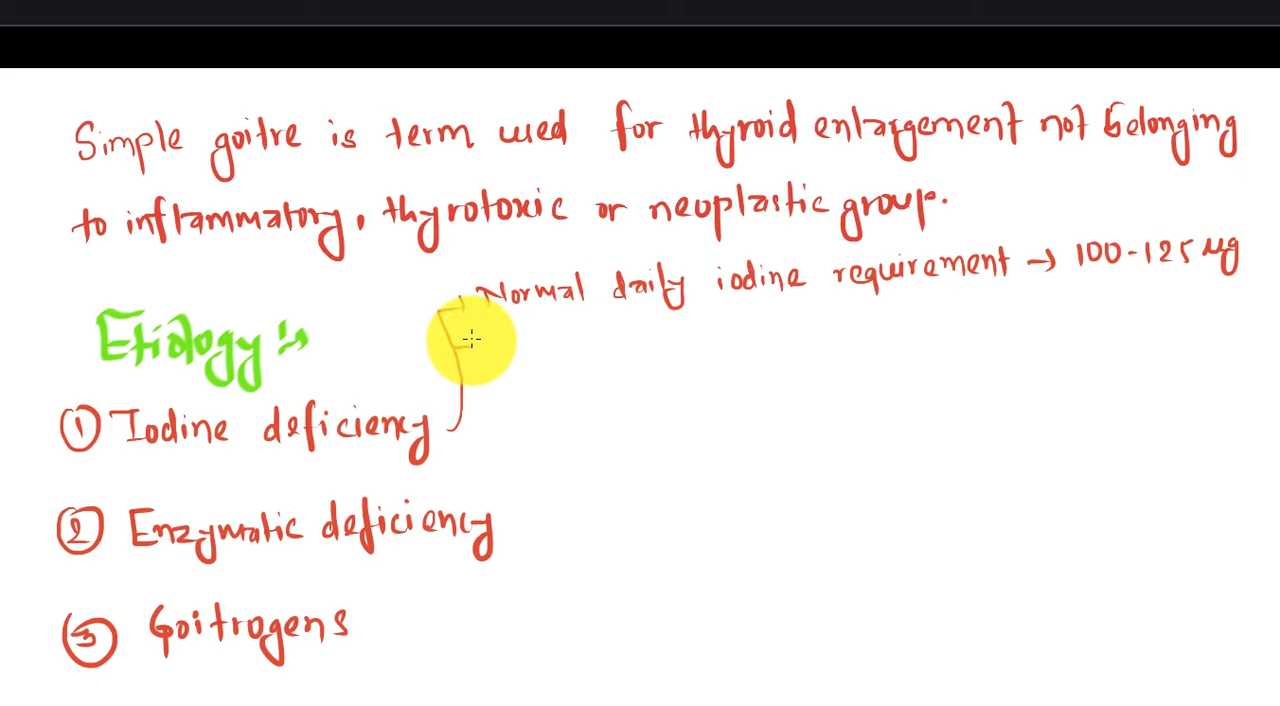 Simple goitre is term used for thyroid enlargement not belonging
to inflammatory, thyrotoxic or neoplastic group.
Normal daily iodine requirement → 100-125 µg
Etiology :-
① Iodine deficiency
② Enzymatic deficiency
③ Goitrogens